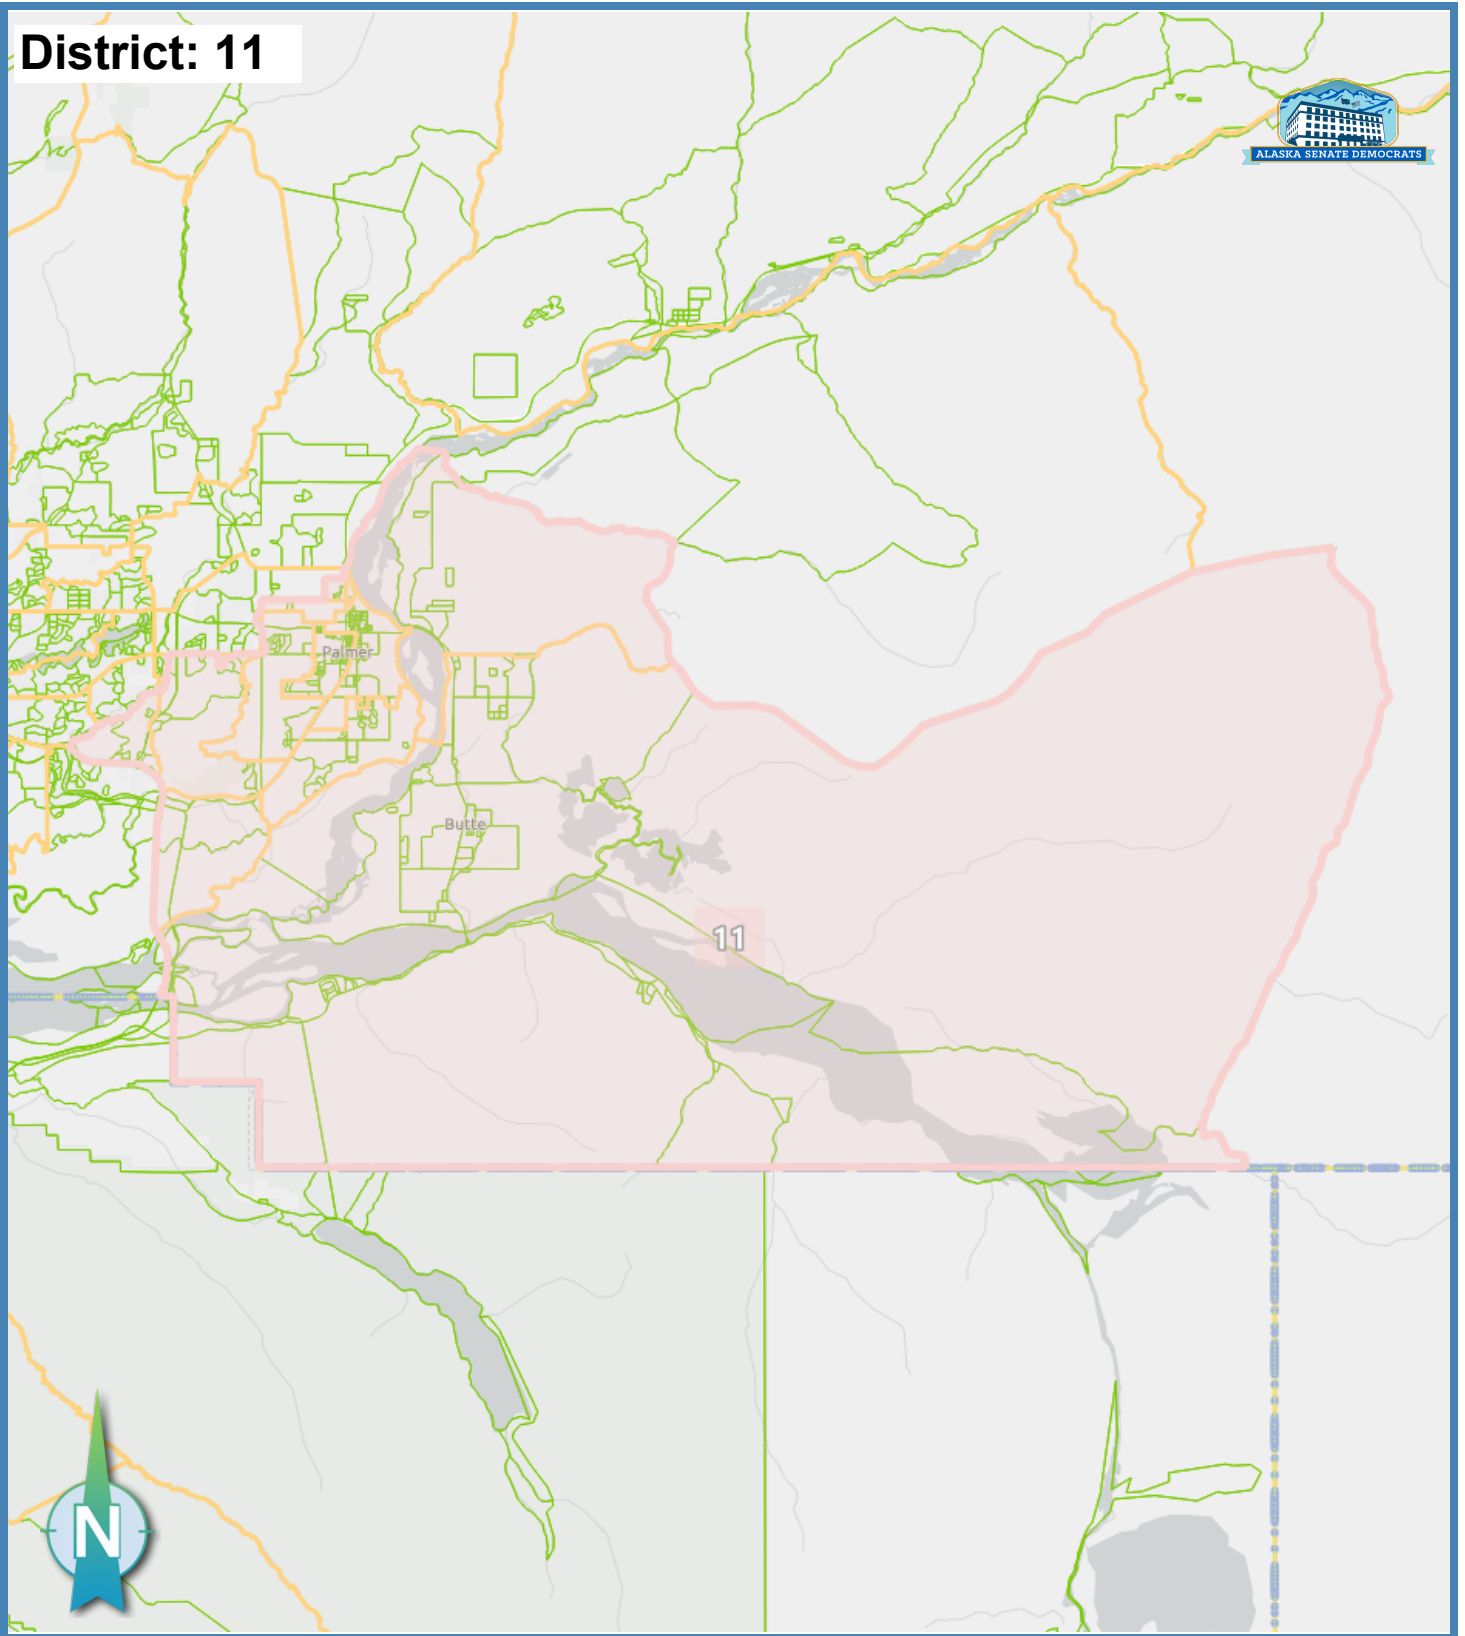 District: 11
ALASKA SENATE DEMOCRATS
Palmer
Butte
11
N